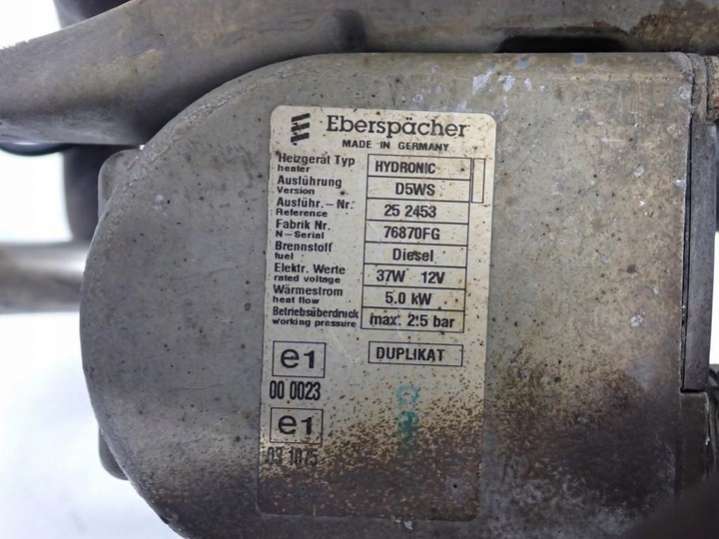 Eberspächer
MADE IN GERMANY
Heizgerät Typ HYDRONIC
heater
Ausführung D5WS
Version
Ausführ.-Nr. 25 2453
Reference
Fabrik Nr. 76870FG
N-Serial
Brennstoff Diesel
fuel
Elektr. Werte 37W 12V
rated voltage
Wärmestrom 5.0 kW
heat flow
Betriebsüberdruck max. 2.5 bar
working pressure
e1 DUPLIKAT
00 0023
e1
03 1075